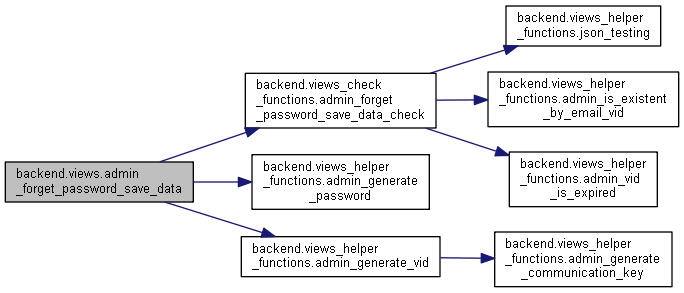 backend.views.admin
_forget_password_save_data
backend.views_check
_functions.admin_forget
_password_save_data_check
backend.views_helper
_functions.admin_generate
_password
backend.views_helper
_functions.admin_generate_vid
backend.views_helper
_functions.json_testing
backend.views_helper
_functions.admin_is_existent
_by_email_vid
backend.views_helper
_functions.admin_vid
_is_expired
backend.views_helper
_functions.admin_generate
_communication_key